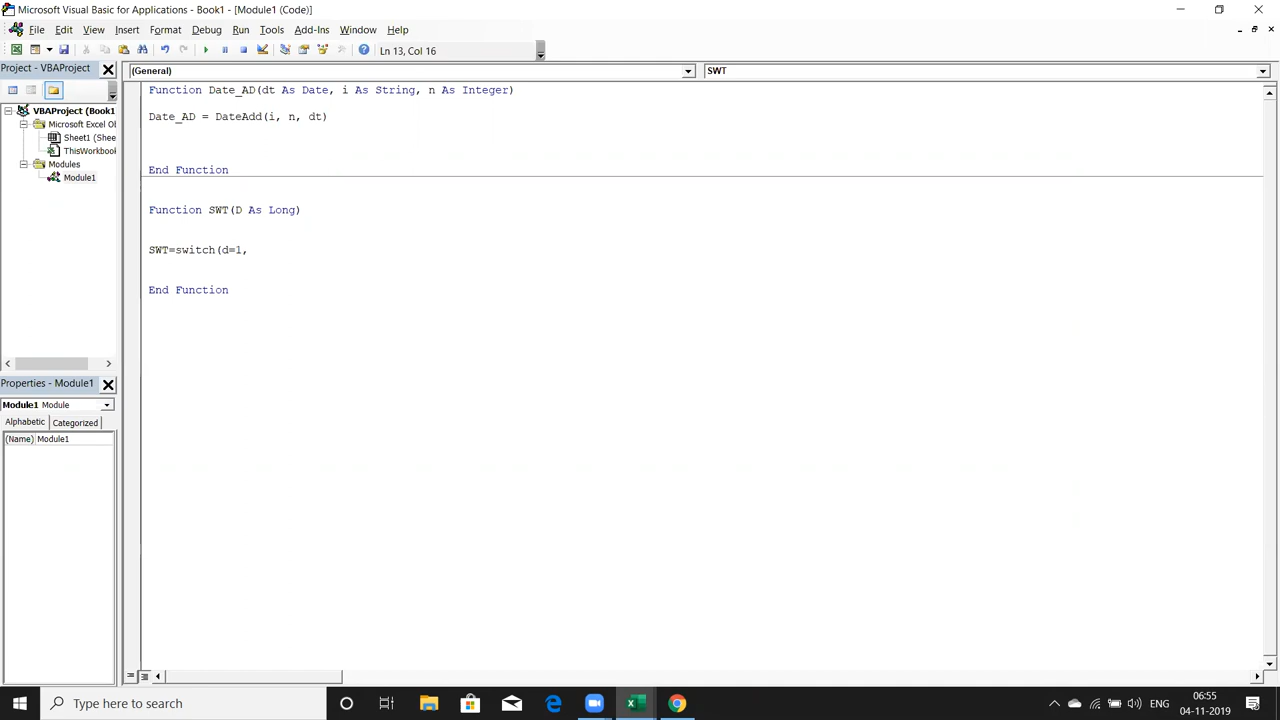 Microsoft Visual Basic for Applications - Book1 - [Module1 (Code)]
File Edit View Insert Format Debug Run Tools Add-Ins Window Help
Ln 13, Col 16
Project - VBAProject
(General)
SWT
VBAProject (Book1
Microsoft Excel Ob
Sheet1 (Shee
ThisWorkbook
Modules
Module1
Function Date_AD(dt As Date, i As String, n As Integer)
Date_AD = DateAdd(i, n, dt)
End Function
Function SWT(D As Long)
SWT=switch(d=1,
End Function
Properties - Module1
Module1 Module
Alphabetic Categorized
(Name) Module1
Type here to search
ENG
06:55
04-11-2019